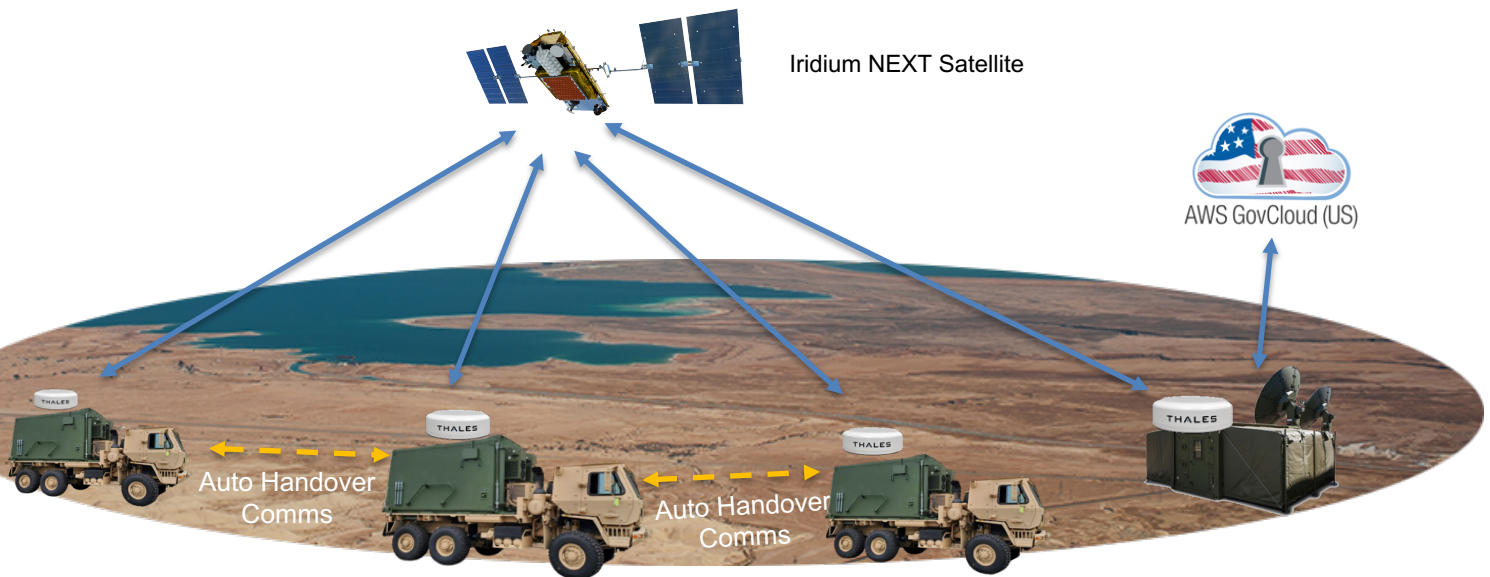 Iridium NEXT Satellite
AWS GovCloud (US)
THALES
THALES
THALES
THALES
Auto Handover
Comms
Auto Handover
Comms